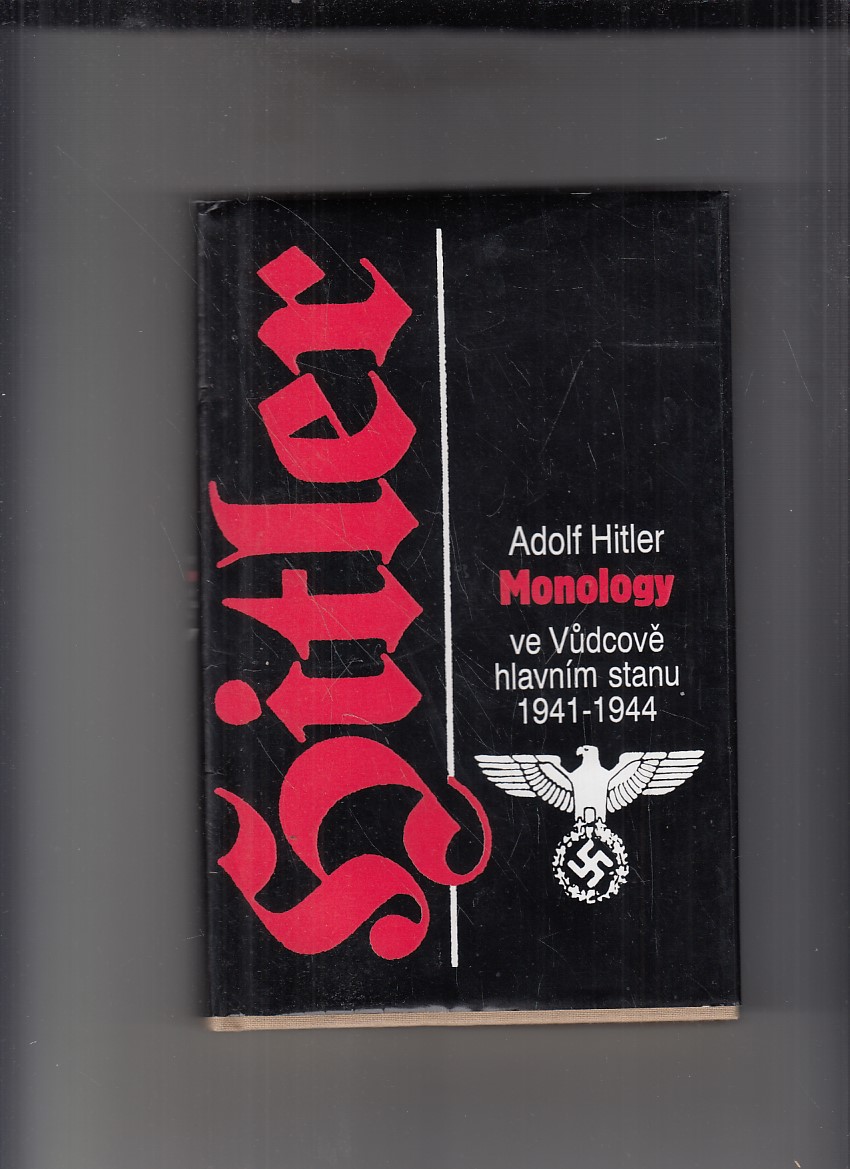 Hitler
Adolf Hitler
Monology
ve Vůdcově
hlavním stanu
1941-1944